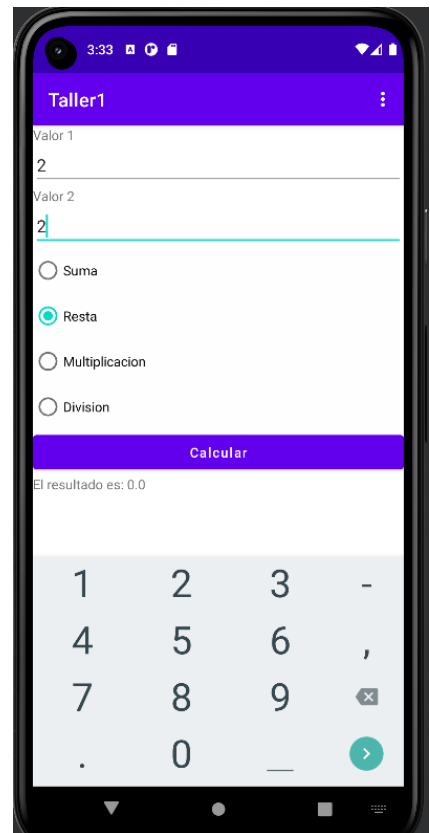 3:33
Taller1
Valor 1
2
Valor 2
2
Suma
Resta
Multiplicacion
Division
Calcular
El resultado es: 0.0
1 2 3 -
4 5 6 ,
7 8 9
. 0 _